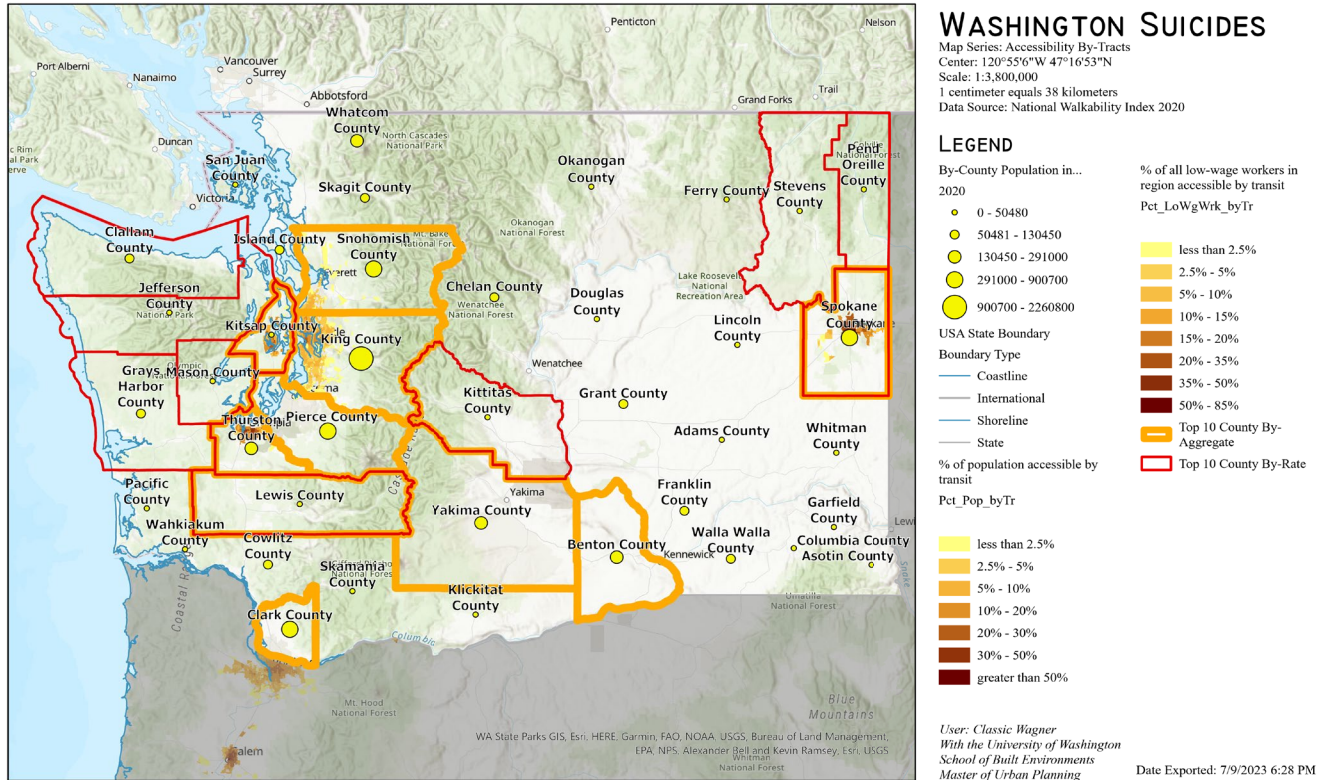 WASHINGTON SUICIDES
Map Series: Accessibility By-Tracts
Center: 120°55'6"W 47°16'53"N
Scale: 1:3,800,000
1 centimeter equals 38 kilometers
Data Source: National Walkability Index 2020
LEGEND
By-County Population in...
2020
0 - 50480
50481 - 130450
130450 - 291000
291000 - 900700
900700 - 2260800
USA State Boundary
Boundary Type
Coastline
International
Shoreline
State
% of population accessible by
transit
Pct_Pop_byTr
less than 2.5%
2.5% - 5%
5% - 10%
10% - 20%
20% - 30%
30% - 50%
greater than 50%
% of all low-wage workers in
region accessible by transit
Pct_LoWgWrk_byTr
less than 2.5%
2.5% - 5%
5% - 10%
10% - 15%
15% - 20%
20% - 35%
35% - 50%
50% - 85%
Top 10 County By-
Aggregate
Top 10 County By-Rate
User: Classic Wagner
With the University of Washington
School of Built Environments
Master of Urban Planning
Date Exported: 7/9/2023 6:28 PM
Penticton
Nelson
Port Alberni
Nanaimo
Vancouver
Surrey
Abbotsford
Grand Forks
Trail
Duncan
Victoria
Whatcom
County
North Cascades
National Park
San Juan
County
Skagit County
Okanogan
County
Okanogan
National Forest
Ferry County
Stevens
County
Pend
Oreille
County
Clallam
County
Island County
Snohomish
County
Jefferson
County
Chelan County
Wenatchee
National Forest
Douglas
County
Lake Roosevelt
National
Recreation Area
Lincoln
County
Spokane
County
Kitsap County
King County
Wenatchee
Grays
Harbor
County
Mason County
Kittitas
County
Grant County
Thurston
County
Pierce County
Adams County
Whitman
County
Pacific
County
Lewis County
Yakima
Yakima County
Franklin
County
Garfield
County
Wahkiakum
County
Cowlitz
County
Benton County
Kennewick
Walla Walla
County
Columbia County
Asotin County
Skamania
County
Klickitat
County
Clark County
Columbia
Umatilla
National Forest
Snake
Mt. Hood
National Forest
Blue
Mountains
Salem
WA State Parks GIS, Esri, HERE, Garmin, FAO, NOAA, USGS, Bureau of Land Management,
EPA, NPS, Alexander Bell and Kevin Ramsey, Esri, USGS
Whitman
National Forest